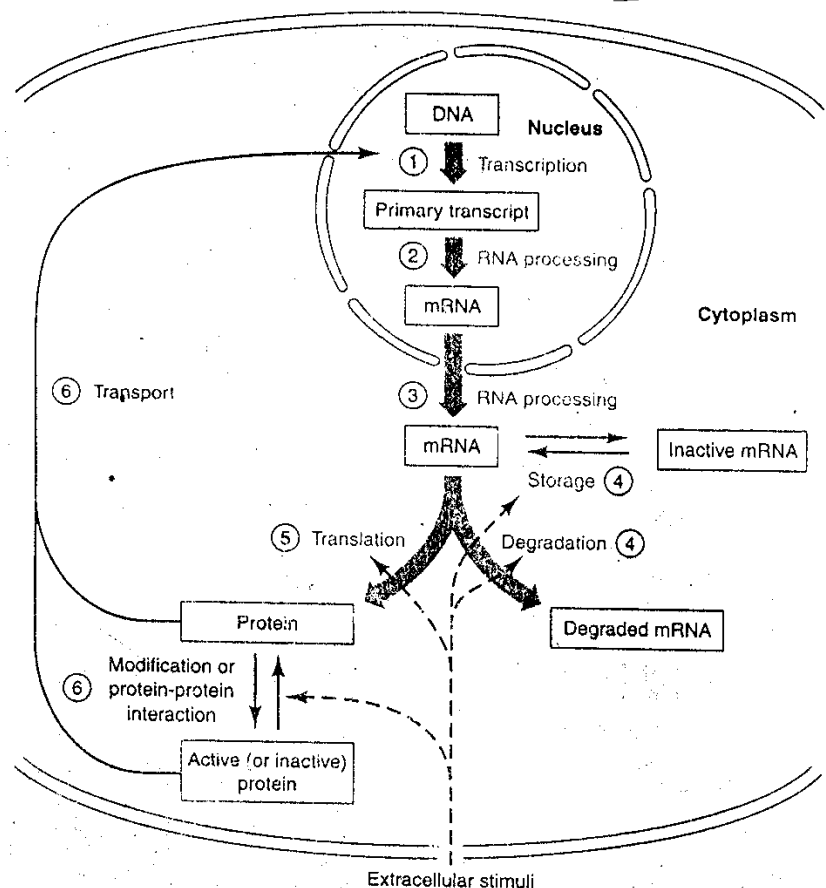 DNA
Nucleus
① Transcription
Primary transcript
② RNA processing
mRNA
Cytoplasm
③ RNA processing
⑥ Transport
mRNA
Inactive mRNA
Storage ④
⑤ Translation
Degradation ④
Protein
Degraded mRNA
⑥ Modification or
protein-protein
interaction
Active (or inactive)
protein
Extracellular stimuli